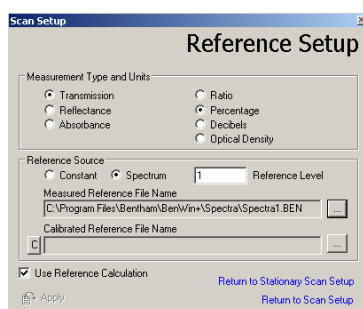 Scan Setup
Reference Setup
Measurement Type and Units
Transmission
Ratio
Reflectance
Percentage
Absorbance
Decibels
Optical Density
Reference Source
Constant
Spectrum
1
Reference Level
Measured Reference File Name
C:\Program Files\Bentham\BenWin+\Spectra\Spectra1.BEN
...
Calibrated Reference File Name
C
...
Use Reference Calculation
Return to Stationary Scan Setup
Apply
Return to Scan Setup